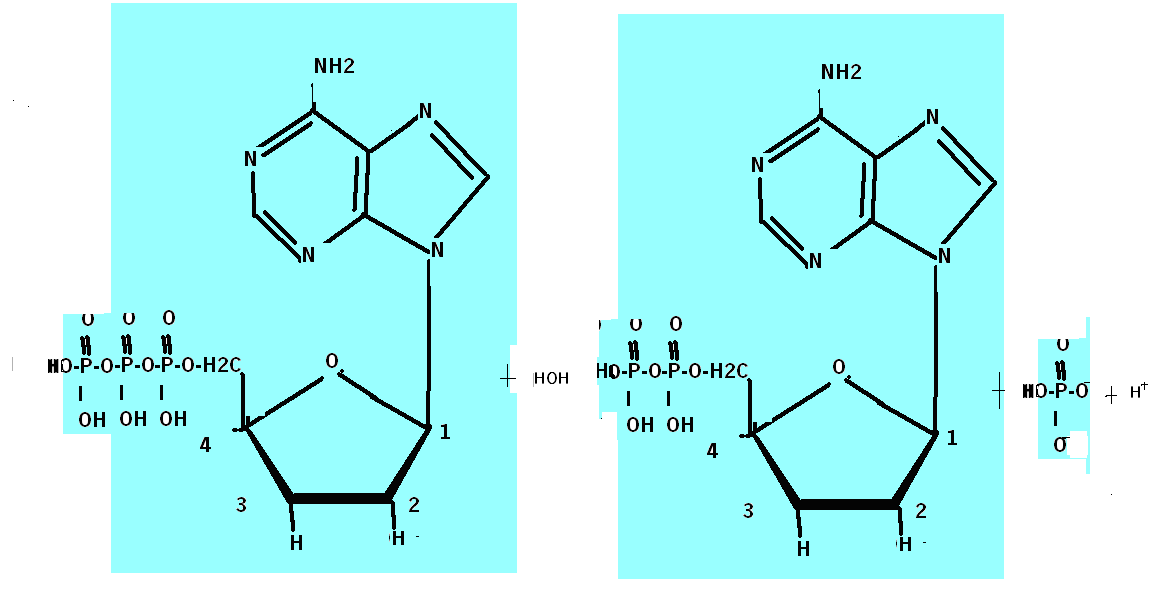 NH2
NH2
N
N
N
N
N
N
N
N
O O O
O O
O
HO-P-O-P-O-P-O-H2C
O
+ HOH
HO-P-O-P-O-H2C
O
+
HO-P-O⁻
+ H⁺
OH OH OH
OH OH
O⁻
4
1
4
1
3
2
3
2
H
H
H
H